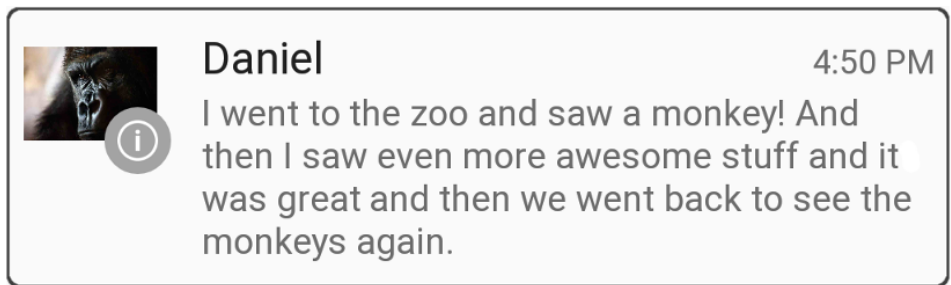 Daniel
4:50 PM
I went to the zoo and saw a monkey! And
then I saw even more awesome stuff and it
was great and then we went back to see the
monkeys again.